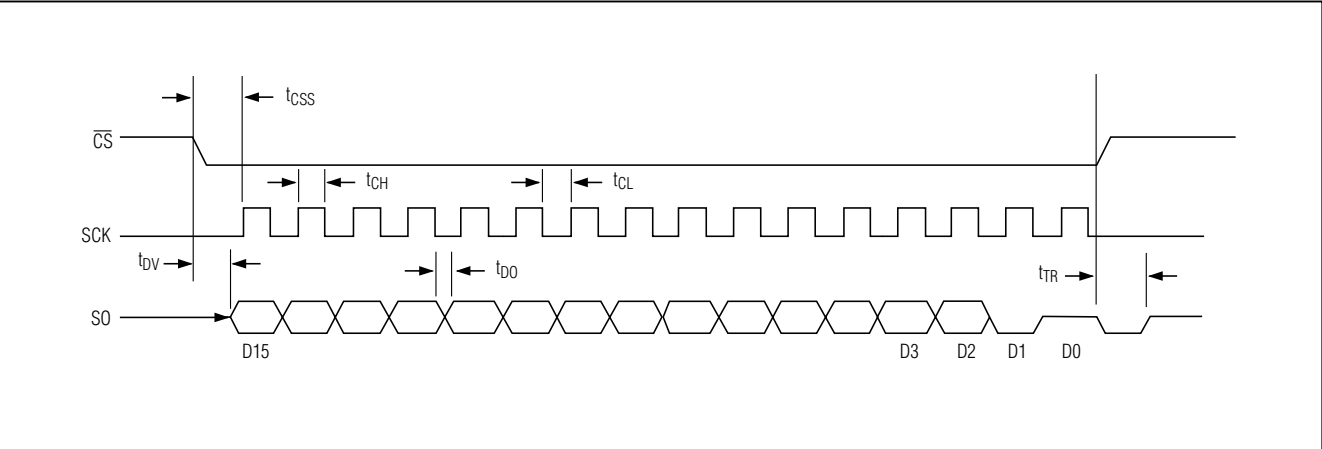 tCSS
CS
tCH
tCL
SCK
tDV
tDO
tTR
SO
D15
D3
D2
D1
D0